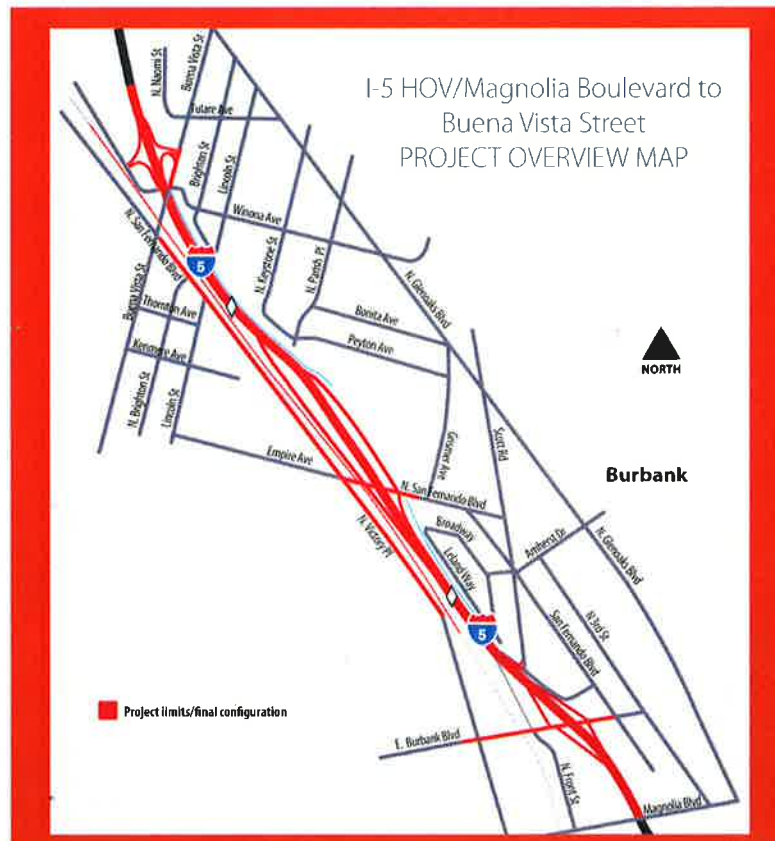 I-5 HOV/Magnolia Boulevard to
Buena Vista Street
PROJECT OVERVIEW MAP
N. Naomi St
Buena Vista St
Tulare Ave
Brighton St
Lincoln St
Winona Ave
N. San Fernando Blvd
5
N. Keystone St
N. Parish Pl
N. Glenoaks Blvd
Buena Vista St
Thornton Ave
Bonita Ave
Peyton Ave
Kenmere Ave
NORTH
N. Brighton St
Lincoln St
Grismer Ave
Scott Rd
Empire Ave
Burbank
N. San Fernando Blvd
N. Victory Pl
Broadway
Amherst Dr
N. Glenoaks Blvd
Leland Way
5
San Fernando Blvd
N 3rd St
Project limits/final configuration
E. Burbank Blvd
N. Front St
Magnolia Blvd